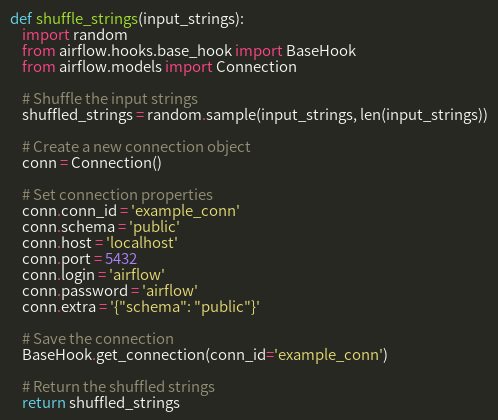 def shuffle_strings(input_strings):
    import random
    from airflow.hooks.base_hook import BaseHook
    from airflow.models import Connection

    # Shuffle the input strings
    shuffled_strings = random.sample(input_strings, len(input_strings))

    # Create a new connection object
    conn = Connection()

    # Set connection properties
    conn.conn_id = 'example_conn'
    conn.schema = 'public'
    conn.host = 'localhost'
    conn.port = 5432
    conn.login = 'airflow'
    conn.password = 'airflow'
    conn.extra = '{"schema": "public"}'

    # Save the connection
    BaseHook.get_connection(conn_id='example_conn')

    # Return the shuffled strings
    return shuffled_strings